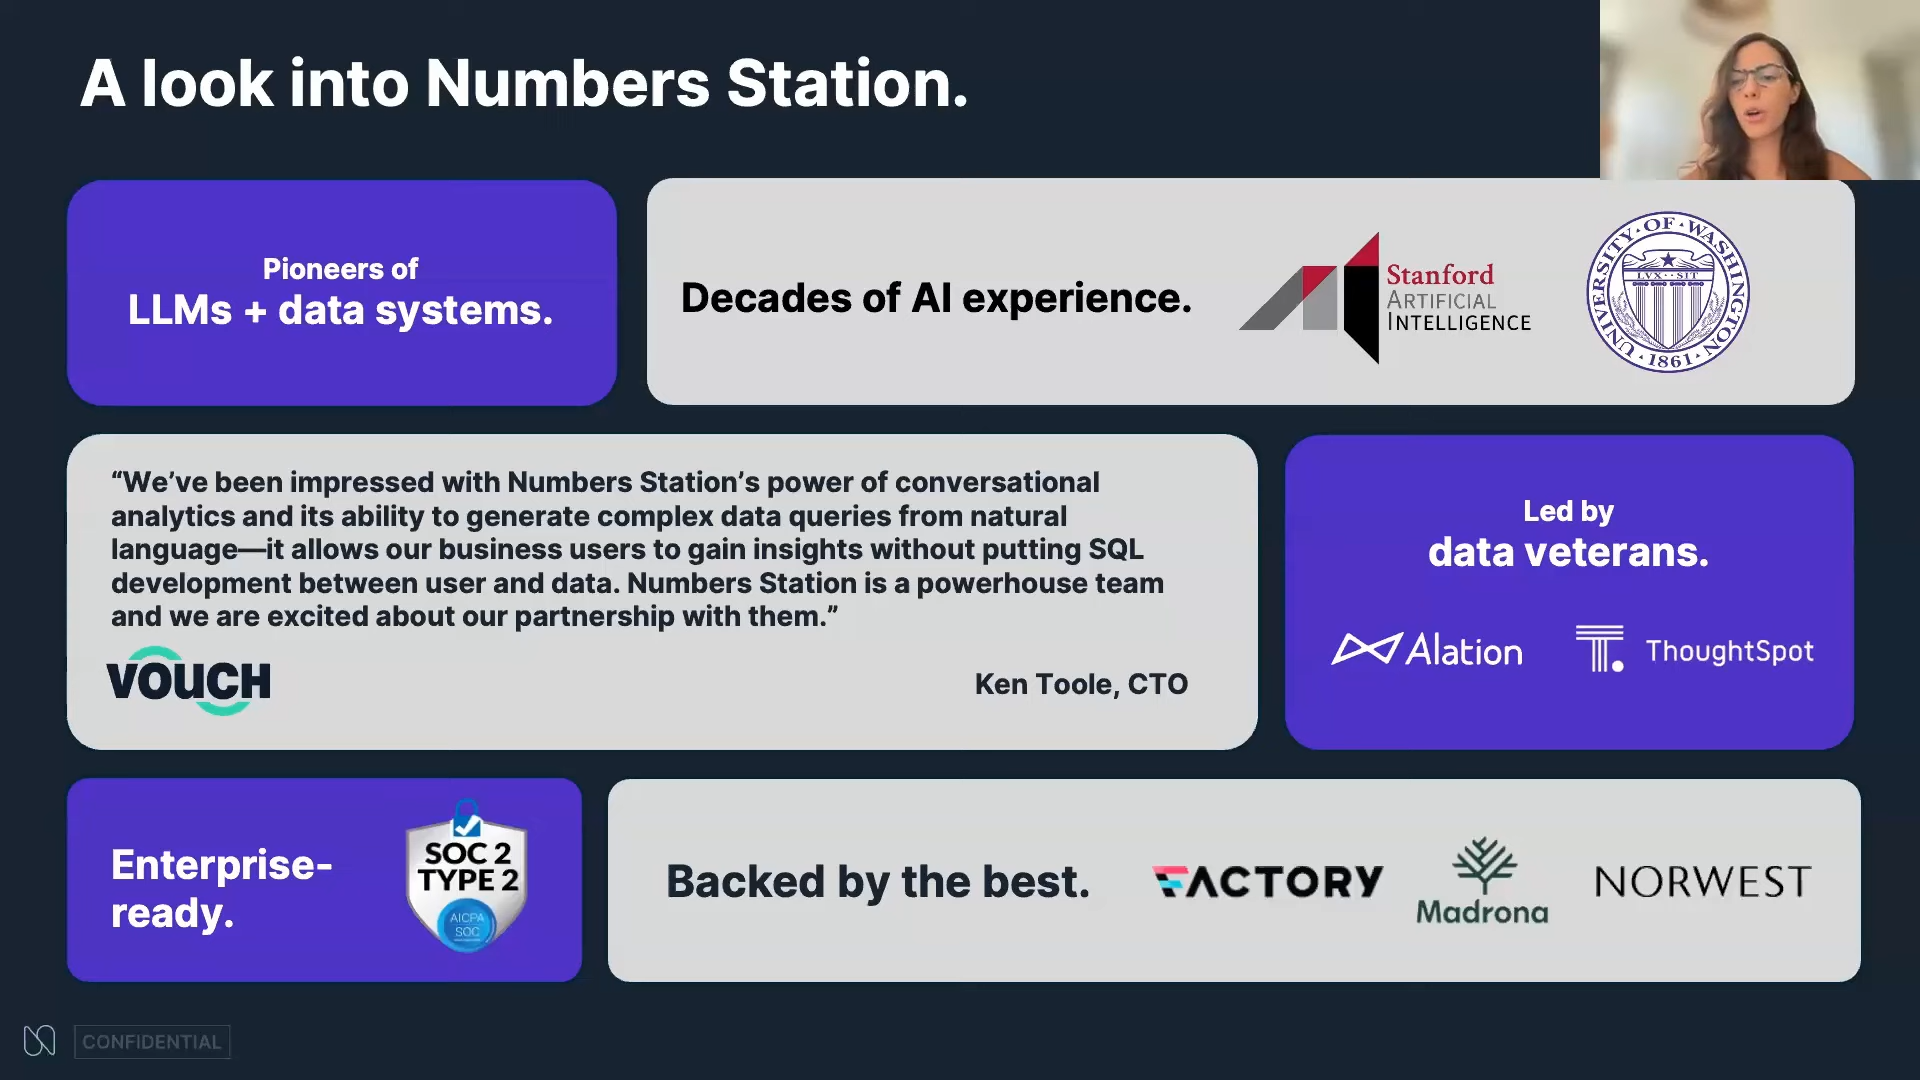 A look into Numbers Station.
Pioneers of
LLMs + data systems.
Decades of AI experience.
Stanford
ARTIFICIAL
INTELLIGENCE
UNIVERSITY · OF · WASHINGTON
LVX · SIT
· 1861 ·
“We’ve been impressed with Numbers Station’s power of conversational
analytics and its ability to generate complex data queries from natural
language—it allows our business users to gain insights without putting SQL
development between user and data. Numbers Station is a powerhouse team
and we are excited about our partnership with them.”
VOUCH
Ken Toole, CTO
Led by
data veterans.
Alation
ThoughtSpot
Enterprise-
ready.
SOC 2
TYPE 2
AICPA
SOC
Backed by the best.
FACTORY
Madrona
NORWEST
CONFIDENTIAL